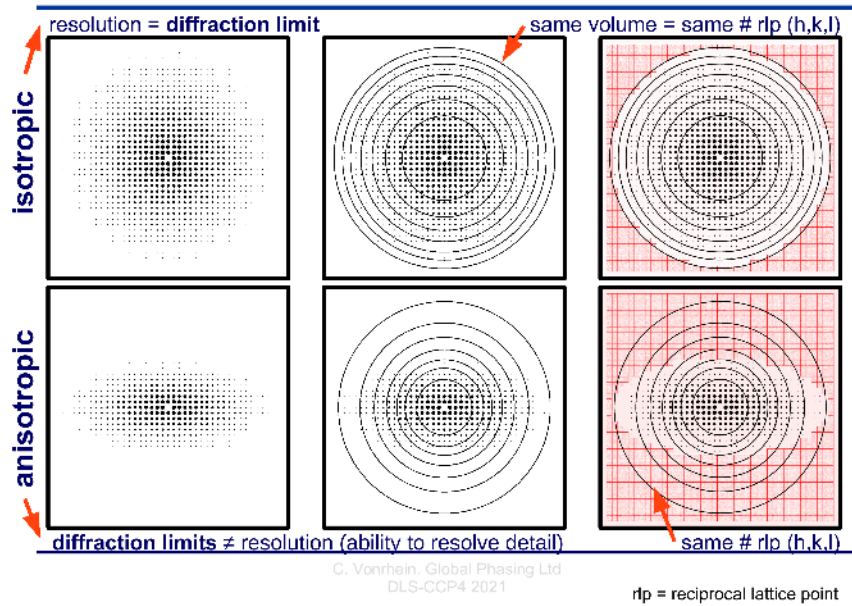 resolution = diffraction limit
same volume = same # rlp (h,k,l)
isotropic
anisotropic
diffraction limits ≠ resolution (ability to resolve detail)
same # rlp (h,k,l)
C. Vonrhein. Global Phasing Ltd
DLS-CCP4 2021
rlp = reciprocal lattice point